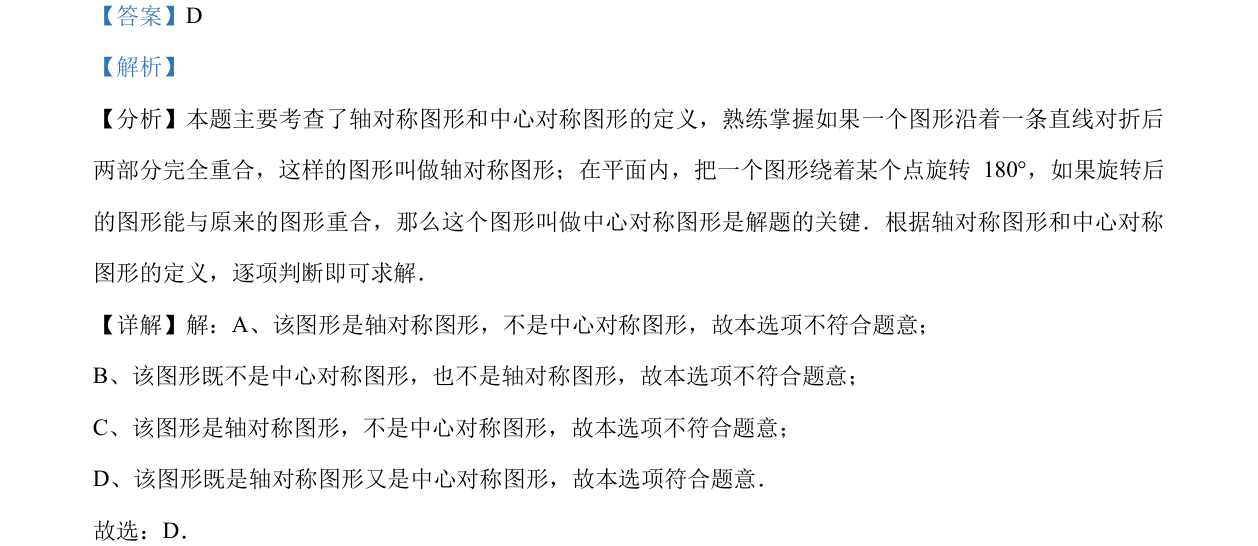 【答案】D
【解析】
【分析】本题主要考查了轴对称图形和中心对称图形的定义，熟练掌握如果一个图形沿着一条直线对折后
两部分完全重合，这样的图形叫做轴对称图形；在平面内，把一个图形绕着某个点旋转 180°，如果旋转后
的图形能与原来的图形重合，那么这个图形叫做中心对称图形是解题的关键．根据轴对称图形和中心对称
图形的定义，逐项判断即可求解．
【详解】解：A、该图形是轴对称图形，不是中心对称图形，故本选项不符合题意；
B、该图形既不是中心对称图形，也不是轴对称图形，故本选项不符合题意；
C、该图形是轴对称图形，不是中心对称图形，故本选项不符合题意；
D、该图形既是轴对称图形又是中心对称图形，故本选项符合题意．
故选：D．